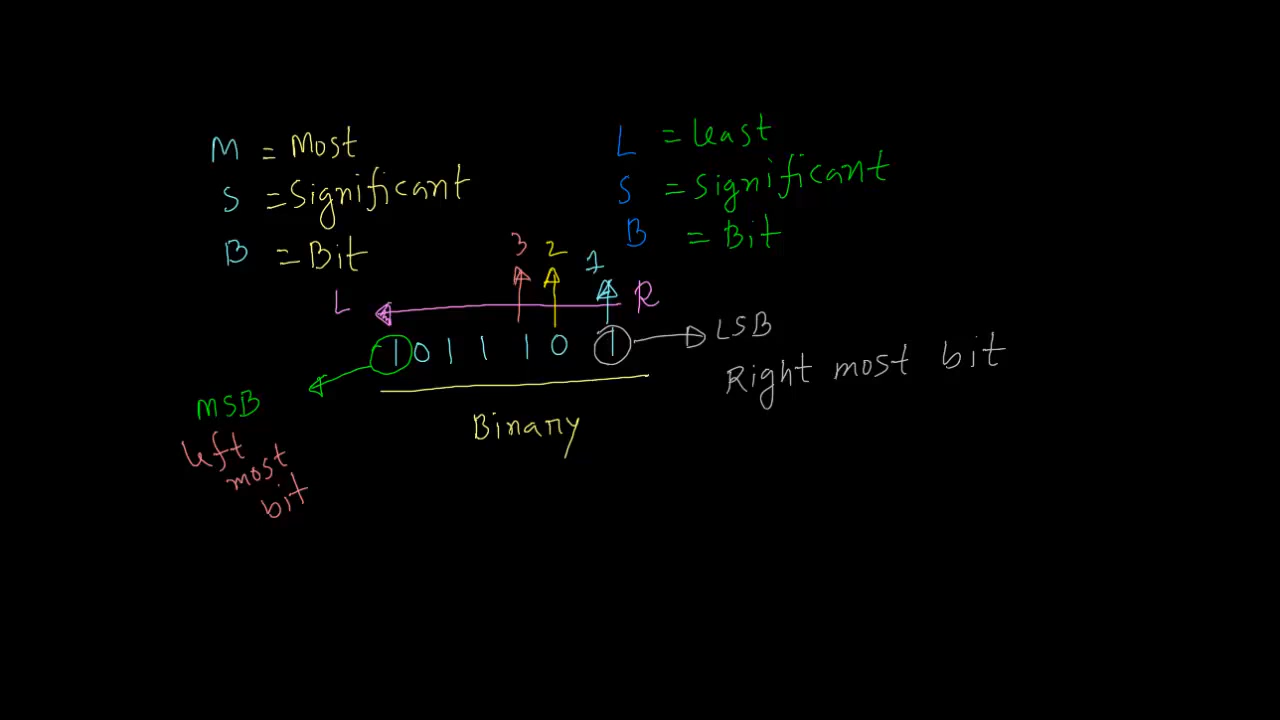 M = Most
S = Significant
B = Bit
L = Least
S = Significant
B = Bit
3 2 1
L R
1 0 1 1 1 0 1
LSB
Right most bit
MSB
left
most
bit
Binary